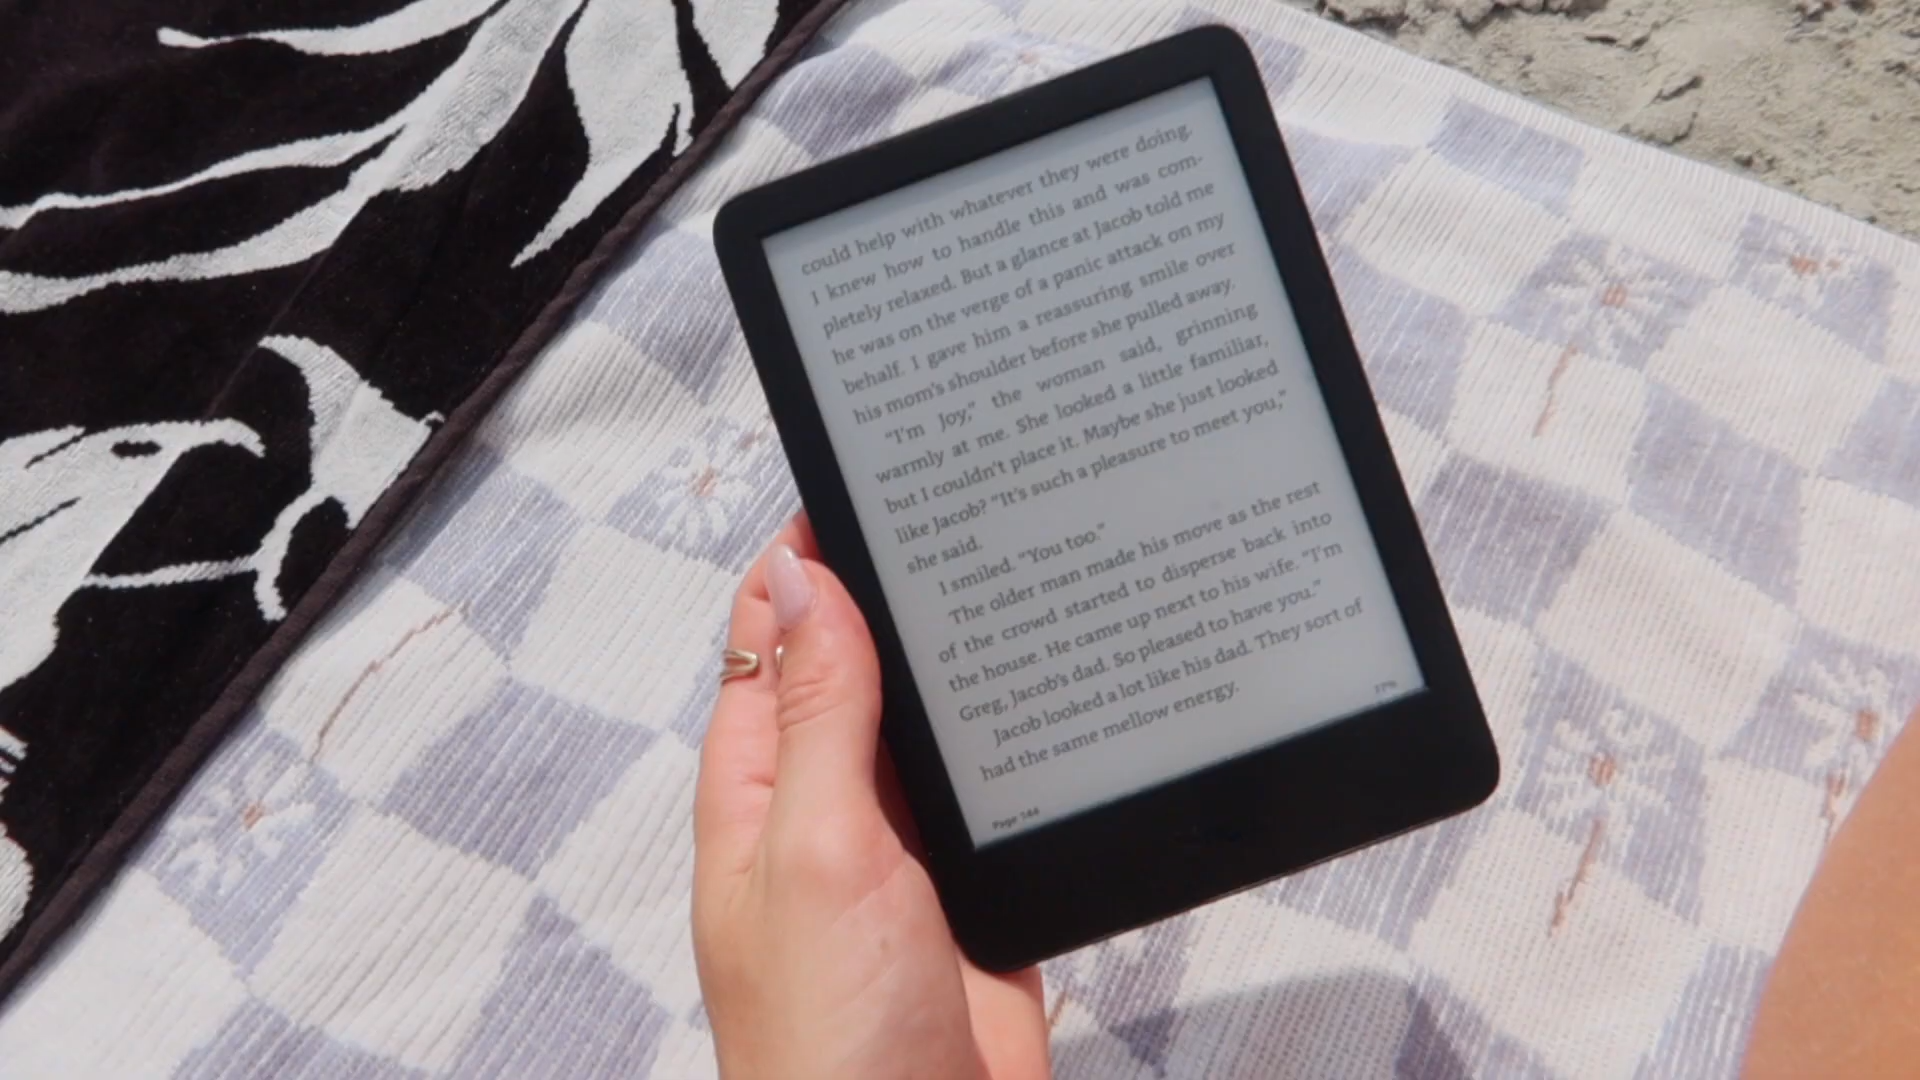 could help with whatever they were doing.
I knew how to handle this and was com-
pletely relaxed. But a glance at Jacob told me
he was on the verge of a panic attack on my
behalf. I gave him a reassuring smile over
his mom's shoulder before she pulled away.
“I'm Joy,” the woman said, grinning
warmly at me. She looked a little familiar,
but I couldn't place it. Maybe she just looked
like Jacob? “It's such a pleasure to meet you,”
she said.
I smiled. “You too.”
The older man made his move as the rest
of the crowd started to disperse back into
the house. He came up next to his wife. “I'm
Greg, Jacob's dad. So pleased to have you.”
Jacob looked a lot like his dad. They sort of
had the same mellow energy.
Page 144